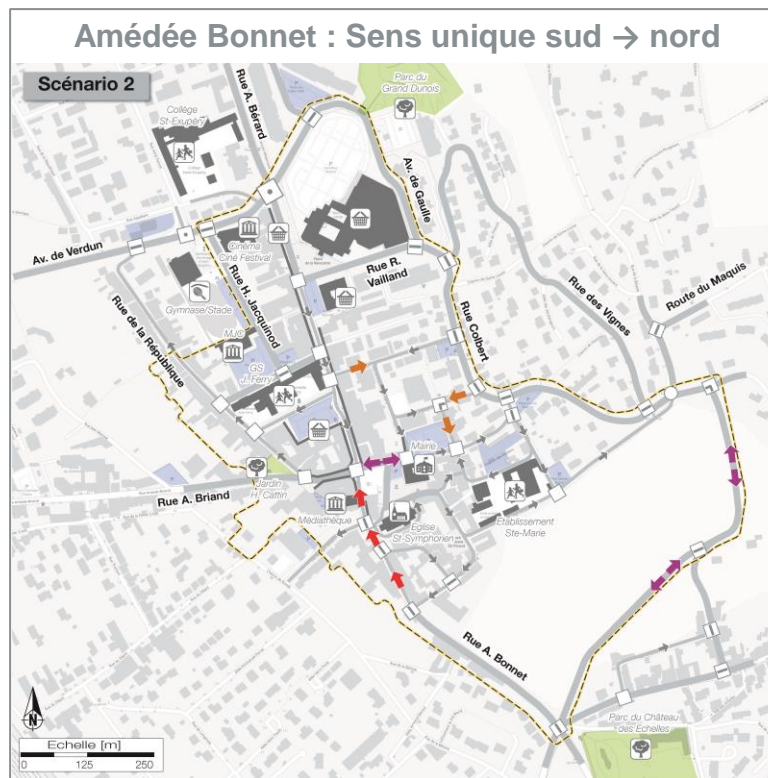 Amédée Bonnet : Sens unique sud → nord
Scénario 2
Rue A. Bérard
Parc du
Grand Dunois
Collège
St-Exupéry
Av. de Gaulle
Av. de Verdun
Cinéma
Ciné Festival
Rue R.
Vailland
Rue des Vignes
Route du Maquis
Gymnase/Stade
Rue H. Jacquinod
Rue de la République
Rue Colbert
MJC
GS
J. Ferry
Mairie
Rue A. Briand
Jardin
H. Cattin
Médiathèque
Eglise
St-Symphorien
Etablissement
Ste-Marie
Rue A. Bonnet
Parc du Château
des Echelles
N
Echelle [m]
0 125 250